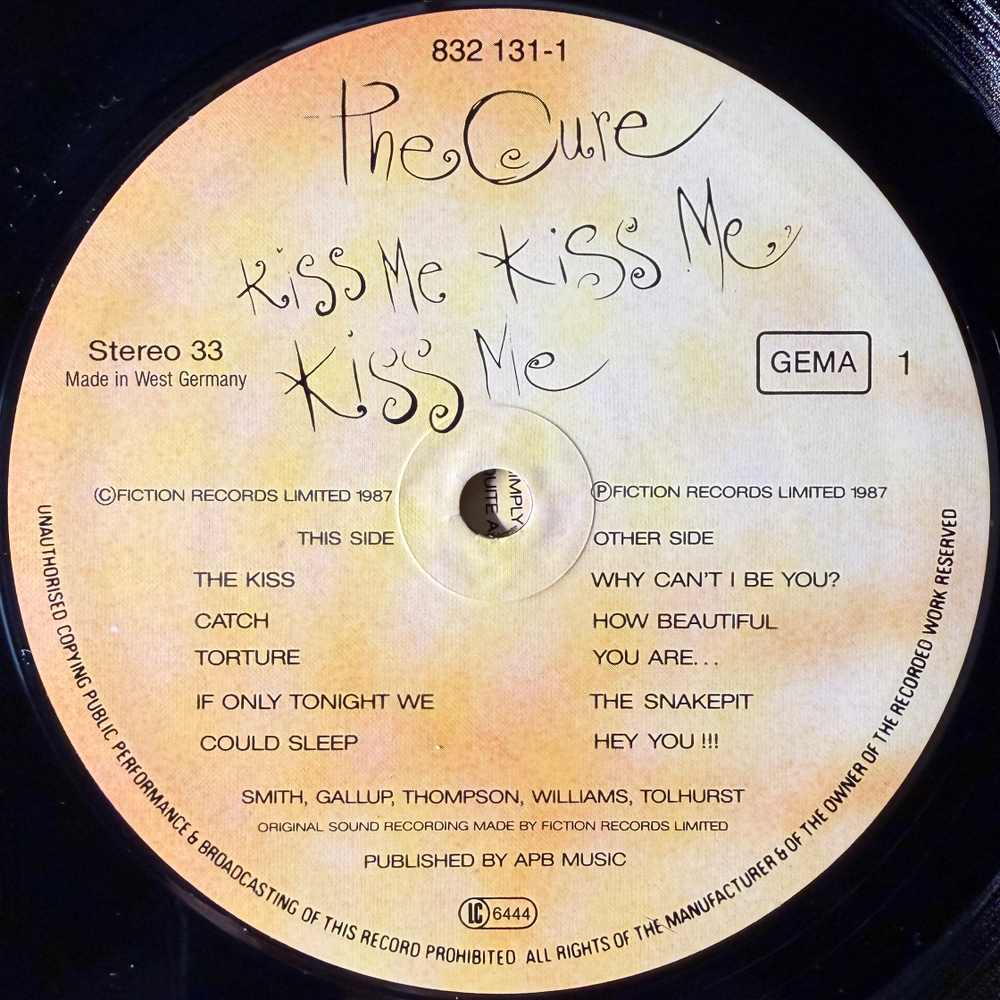 832 131-1
The Cure
Kiss Me Kiss Me
Kiss Me
Stereo 33
Made in West Germany
GEMA 1
©FICTION RECORDS LIMITED 1987
℗FICTION RECORDS LIMITED 1987
THIS SIDE
THE KISS
CATCH
TORTURE
IF ONLY TONIGHT WE
COULD SLEEP
OTHER SIDE
WHY CAN'T I BE YOU?
HOW BEAUTIFUL
YOU ARE...
THE SNAKEPIT
HEY YOU !!!
SMITH, GALLUP, THOMPSON, WILLIAMS, TOLHURST
ORIGINAL SOUND RECORDING MADE BY FICTION RECORDS LIMITED
PUBLISHED BY APB MUSIC
LC 6444
UNAUTHORISED COPYING PUBLIC PERFORMANCE & BROADCASTING OF THIS RECORD PROHIBITED ALL RIGHTS OF THE MANUFACTURER & OF THE OWNER OF THE RECORDED WORK RESERVED